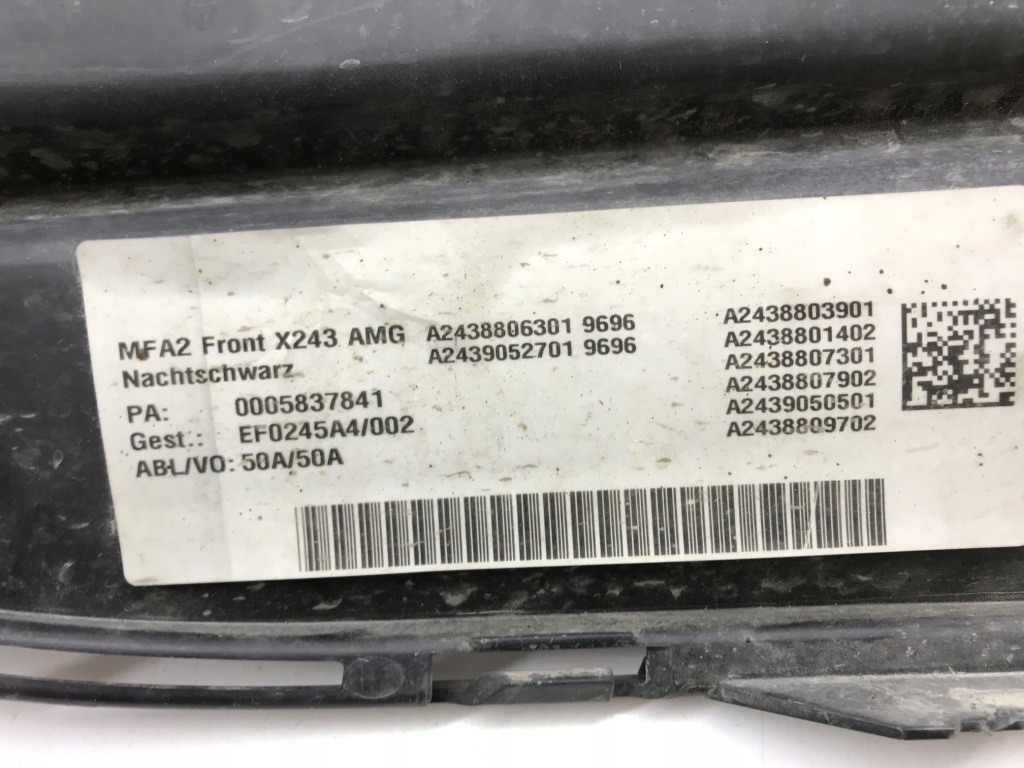 MFA2 Front X243 AMG A2438806301 9696
Nachtschwarz A2439052701 9696
PA: 0005837841
Gest.: EF0245A4/002
ABL/VO: 50A/50A
A2438803901
A2438801402
A2438807301
A2438807902
A2439050501
A2438809702